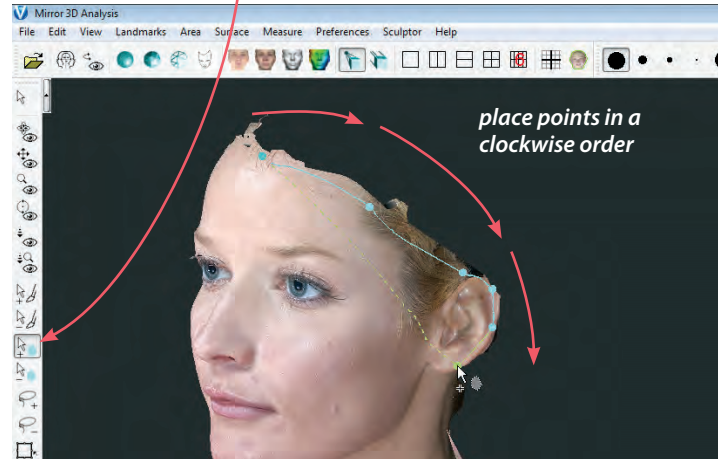 Mirror 3D Analysis
File Edit View Landmarks Area Surface Measure Preferences Sculptor Help
place points in a
clockwise order